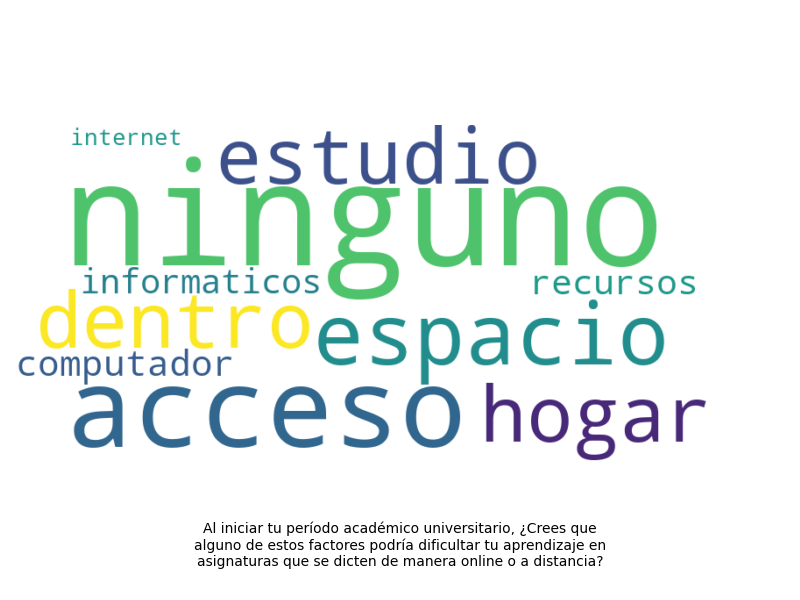 internet
estudio
ninguno
informaticos
recursos
dentro
espacio
computador
acceso
hogar
Al iniciar tu período académico universitario, ¿Crees que
alguno de estos factores podría dificultar tu aprendizaje en
asignaturas que se dicten de manera online o a distancia?